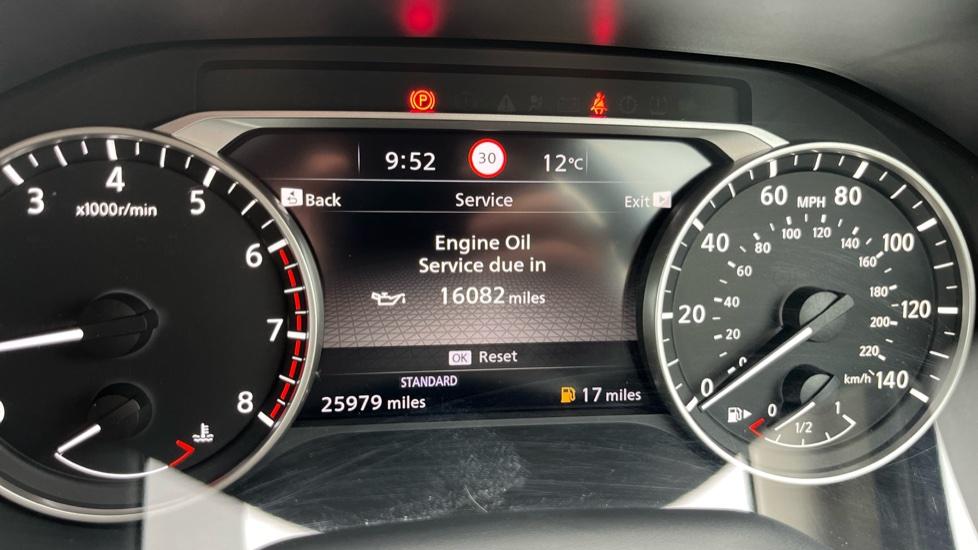 P
9:52 30 12°C
Back Service Exit
Engine Oil
Service due in
16082 miles
OK Reset
STANDARD
25979 miles 17 miles
3 4 5 6 7 8
x1000r/min
0 20 40 60 80 100 120 140
MPH
0 20 40 60 80 100 120 140 160 180 200 220
km/h
0 1/2 1